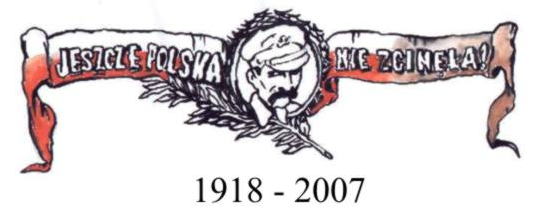 JESZCZE POLSKA NIE ZGINĘŁA!
1918 - 2007